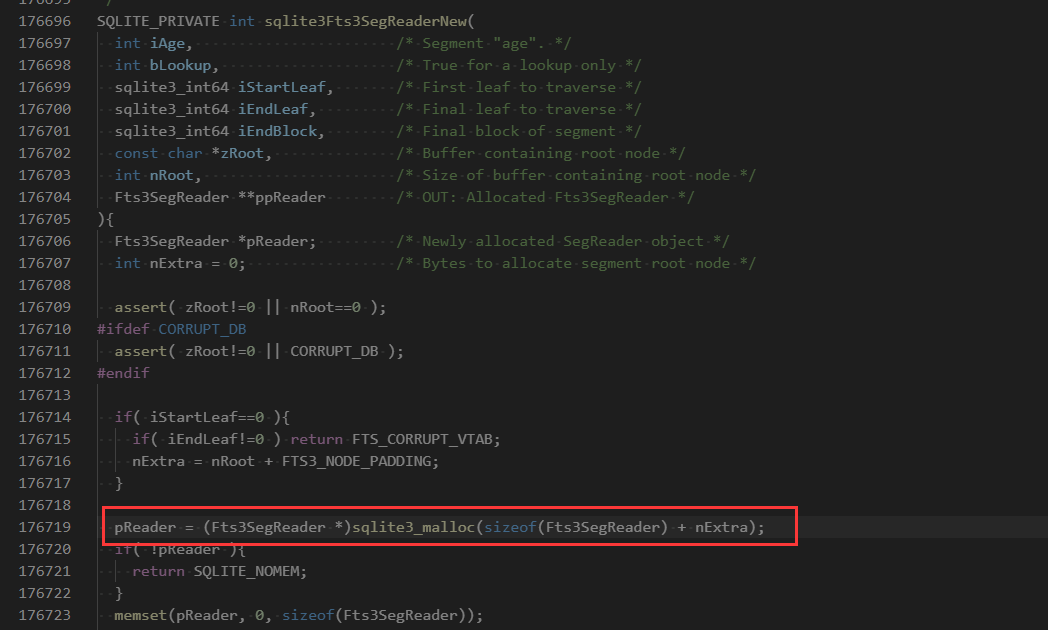 176695 */
176696 SQLITE_PRIVATE int sqlite3Fts3SegReaderNew(
176697   int iAge,                       /* Segment "age". */
176698   int bLookup,                    /* True for a lookup only */
176699   sqlite3_int64 iStartLeaf,       /* First leaf to traverse */
176700   sqlite3_int64 iEndLeaf,         /* Final leaf to traverse */
176701   sqlite3_int64 iEndBlock,        /* Final block of segment */
176702   const char *zRoot,              /* Buffer containing root node */
176703   int nRoot,                      /* Size of buffer containing root node */
176704   Fts3SegReader **ppReader        /* OUT: Allocated Fts3SegReader */
176705 ){
176706   Fts3SegReader *pReader;         /* Newly allocated SegReader object */
176707   int nExtra = 0;                 /* Bytes to allocate segment root node */
176708
176709   assert( zRoot!=0 || nRoot==0 );
176710 #ifdef CORRUPT_DB
176711   assert( zRoot!=0 || CORRUPT_DB );
176712 #endif
176713
176714   if( iStartLeaf==0 ){
176715     if( iEndLeaf!=0 ) return FTS_CORRUPT_VTAB;
176716     nExtra = nRoot + FTS3_NODE_PADDING;
176717   }
176718
176719   pReader = (Fts3SegReader *)sqlite3_malloc(sizeof(Fts3SegReader) + nExtra);
176720   if( !pReader ){
176721     return SQLITE_NOMEM;
176722   }
176723   memset(pReader, 0, sizeof(Fts3SegReader));